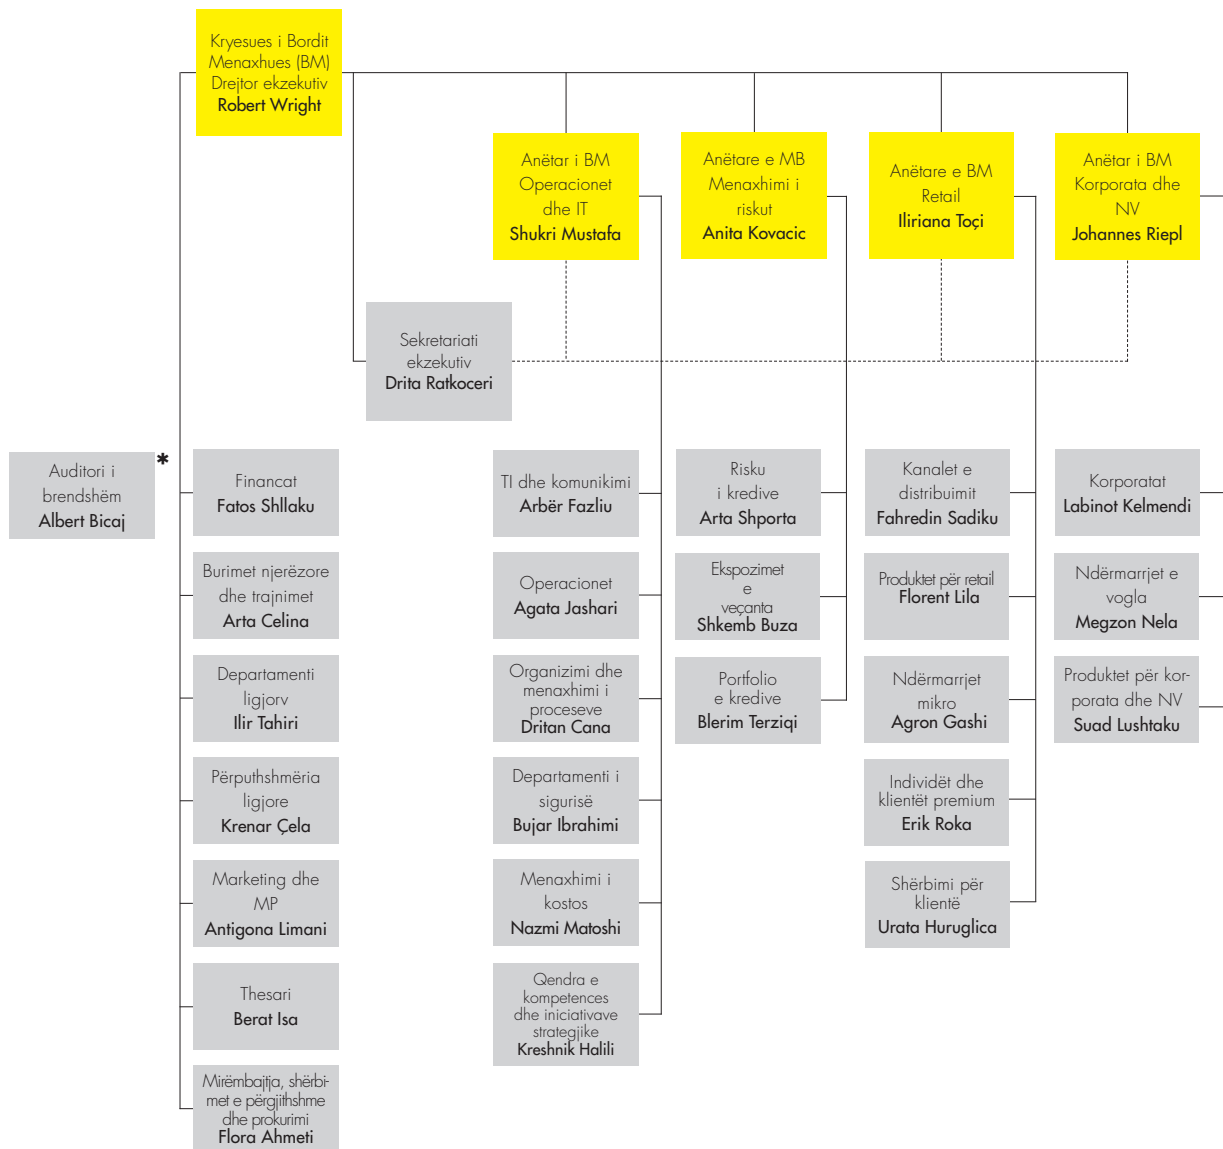 Kryesues i Bordit
Menaxhues (BM)
Drejtor ekzekutiv
Robert Wright
Anëtar i BM
Operacionet
dhe IT
Shukri Mustafa
Anëtare e MB
Menaxhimi i
riskut
Anita Kovacic
Anëtare e BM
Retail
Iliriana Toçi
Anëtar i BM
Korporata dhe
NV
Johannes Riepl
Sekretariati
ekzekutiv
Drita Ratkoceri
Auditori i
brendshëm
Albert Bicaj
*
Financat
Fatos Shllaku
Burimet njerëzore
dhe trajnimet
Arta Celina
Departamenti
ligjorv
Ilir Tahiri
Përputhshmëria
ligjore
Krenar Çela
Marketing dhe
MP
Antigona Limani
Thesari
Berat Isa
Mirëmbajtja, shërbi-
met e përgjithshme
dhe prokurimi
Flora Ahmeti
TI dhe komunikimi
Arbër Fazliu
Operacionet
Agata Jashari
Organizimi dhe
menaxhimi i
proceseve
Dritan Cana
Departamenti i
sigurisë
Bujar Ibrahimi
Menaxhimi i
kostos
Nazmi Matoshi
Qendra e
kompetences
dhe iniciativave
strategjike
Kreshnik Halili
Risku
i kredive
Arta Shporta
Ekspozimet
e
veçanta
Shkemb Buza
Portfolio
e kredive
Blerim Terziqi
Kanalet e
distribuimit
Fahredin Sadiku
Produktet për retail
Florent Lila
Ndërmarrjet
mikro
Agron Gashi
Individët dhe
klientët premium
Erik Roka
Shërbimi për
klientë
Urata Huruglica
Korporatat
Labinot Kelmendi
Ndërmarrjet e
vogla
Megzon Nela
Produktet për kor-
porata dhe NV
Suad Lushtaku